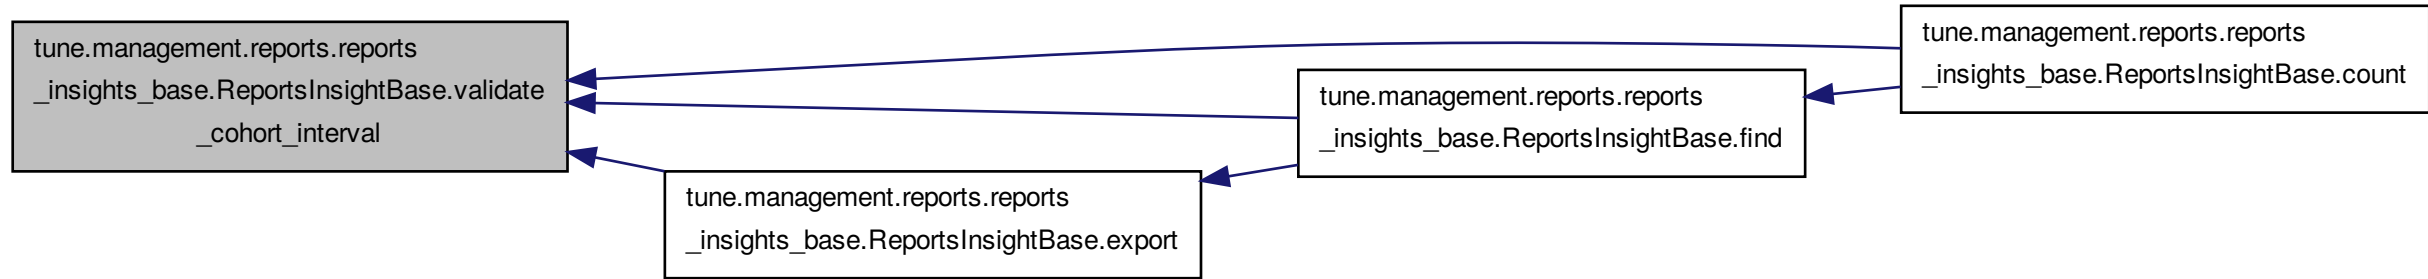 tune.management.reports.reports
_insights_base.ReportsInsightBase.validate
_cohort_interval
tune.management.reports.reports
_insights_base.ReportsInsightBase.export
tune.management.reports.reports
_insights_base.ReportsInsightBase.find
tune.management.reports.reports
_insights_base.ReportsInsightBase.count